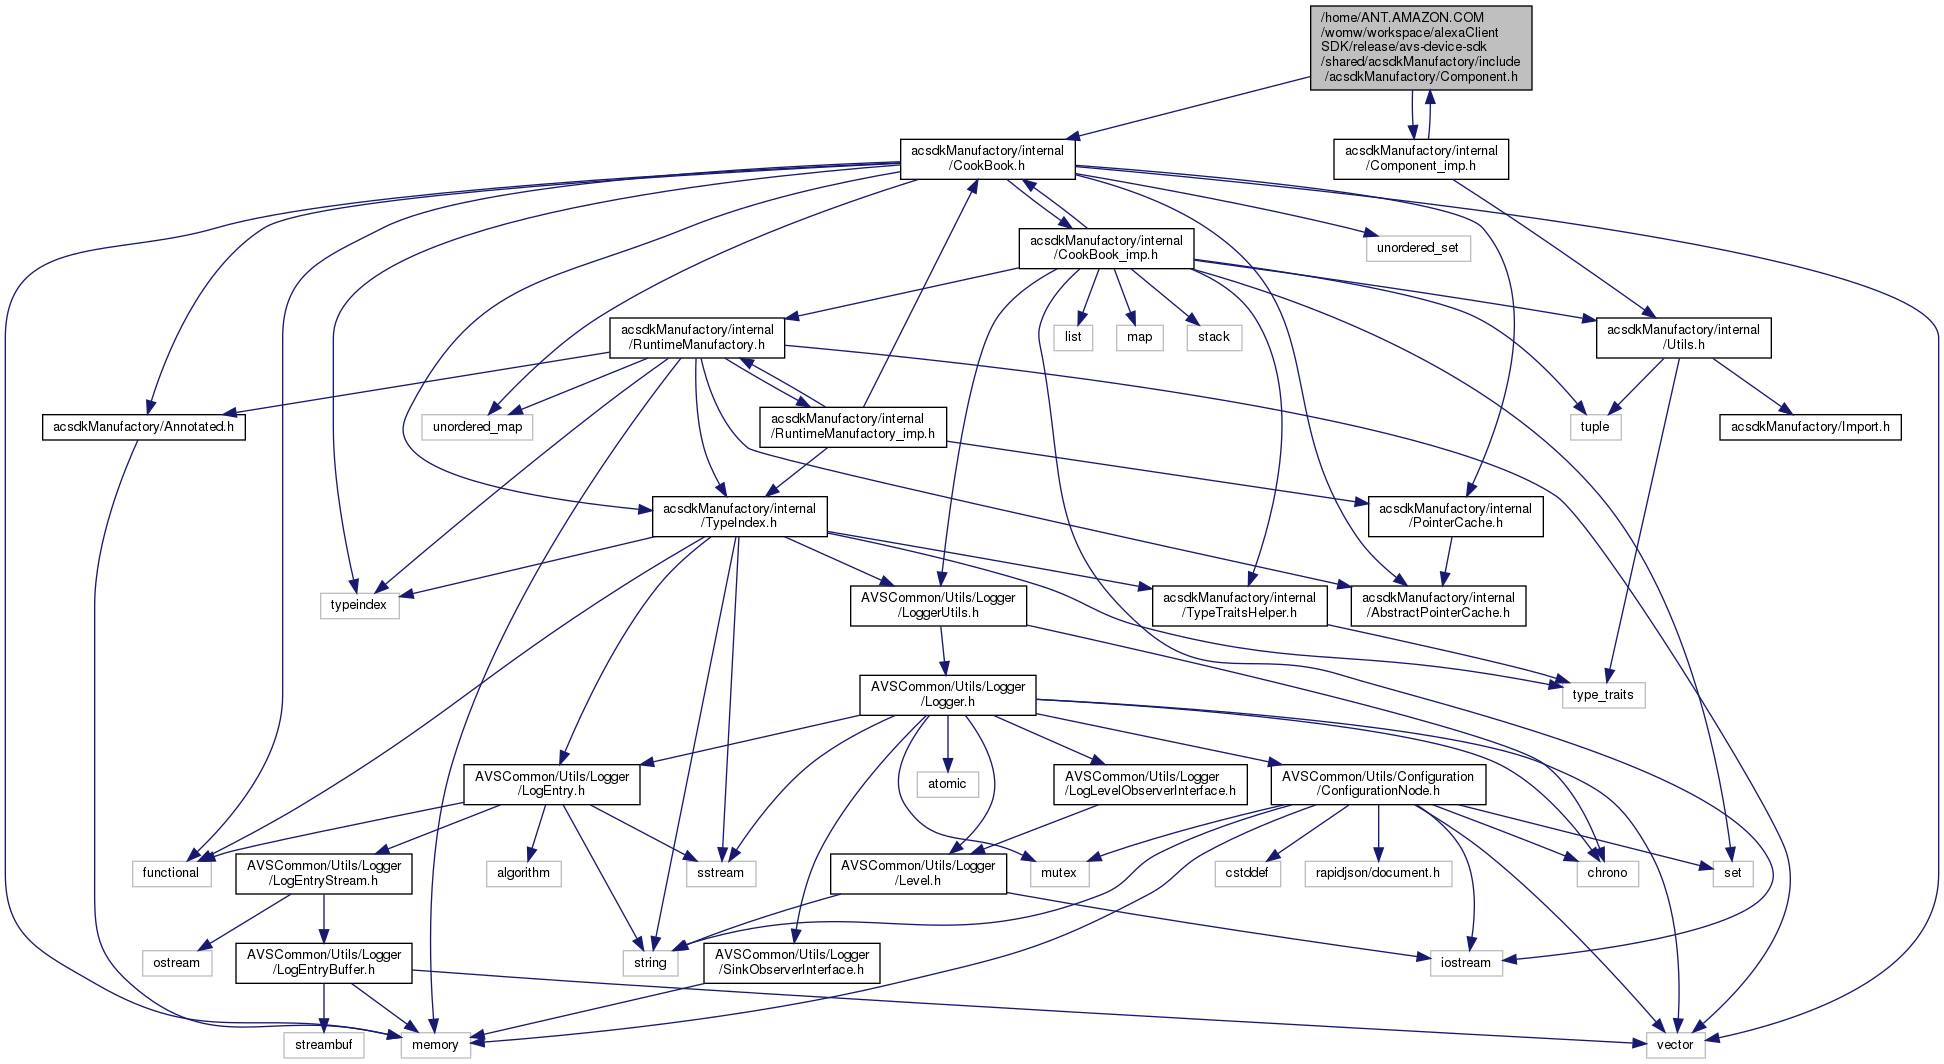 /home/ANT.AMAZON.COM
/womw/workspace/alexaClient
SDK/release/avs-device-sdk
/shared/acsdkManufactory/include
/acsdkManufactory/Component.h
acsdkManufactory/internal
/CookBook.h
acsdkManufactory/internal
/Component_imp.h
acsdkManufactory/internal
/CookBook_imp.h
unordered_set
acsdkManufactory/internal
/RuntimeManufactory.h
list
map
stack
acsdkManufactory/internal
/Utils.h
acsdkManufactory/Annotated.h
unordered_map
acsdkManufactory/internal
/RuntimeManufactory_imp.h
tuple
acsdkManufactory/Import.h
acsdkManufactory/internal
/TypeIndex.h
acsdkManufactory/internal
/PointerCache.h
typeindex
AVSCommon/Utils/Logger
/LoggerUtils.h
acsdkManufactory/internal
/TypeTraitsHelper.h
acsdkManufactory/internal
/AbstractPointerCache.h
AVSCommon/Utils/Logger
/Logger.h
type_traits
AVSCommon/Utils/Logger
/LogEntry.h
atomic
AVSCommon/Utils/Logger
/LogLevelObserverInterface.h
AVSCommon/Utils/Configuration
/ConfigurationNode.h
functional
AVSCommon/Utils/Logger
/LogEntryStream.h
algorithm
sstream
AVSCommon/Utils/Logger
/Level.h
mutex
cstddef
rapidjson/document.h
chrono
set
ostream
AVSCommon/Utils/Logger
/LogEntryBuffer.h
string
AVSCommon/Utils/Logger
/SinkObserverInterface.h
iostream
streambuf
memory
vector